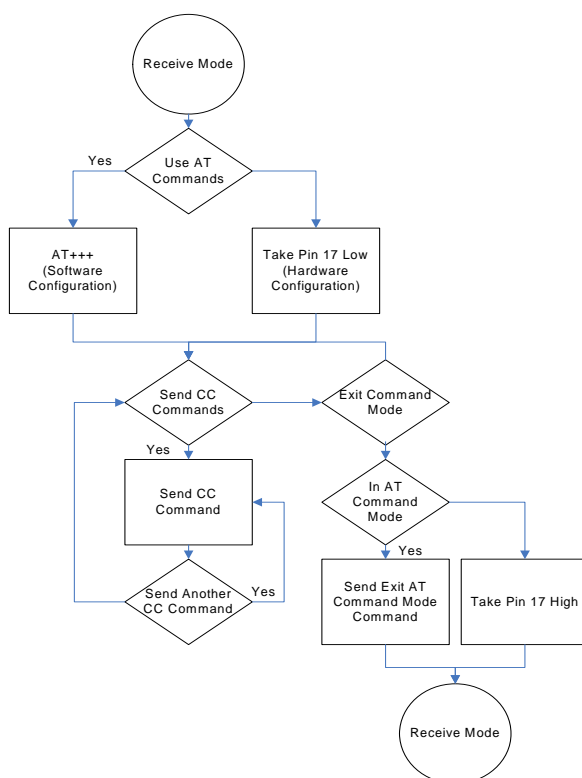 Receive Mode
Yes
Use AT
Commands
AT+++
(Software
Configuration)
Take Pin 17 Low
(Hardware
Configuration)
Send CC
Commands
Exit Command
Mode
Yes
Send CC
Command
In AT
Command
Mode
Yes
Send Another
CC Command
Yes
Send Exit AT
Command Mode
Command
Take Pin 17 High
Receive Mode